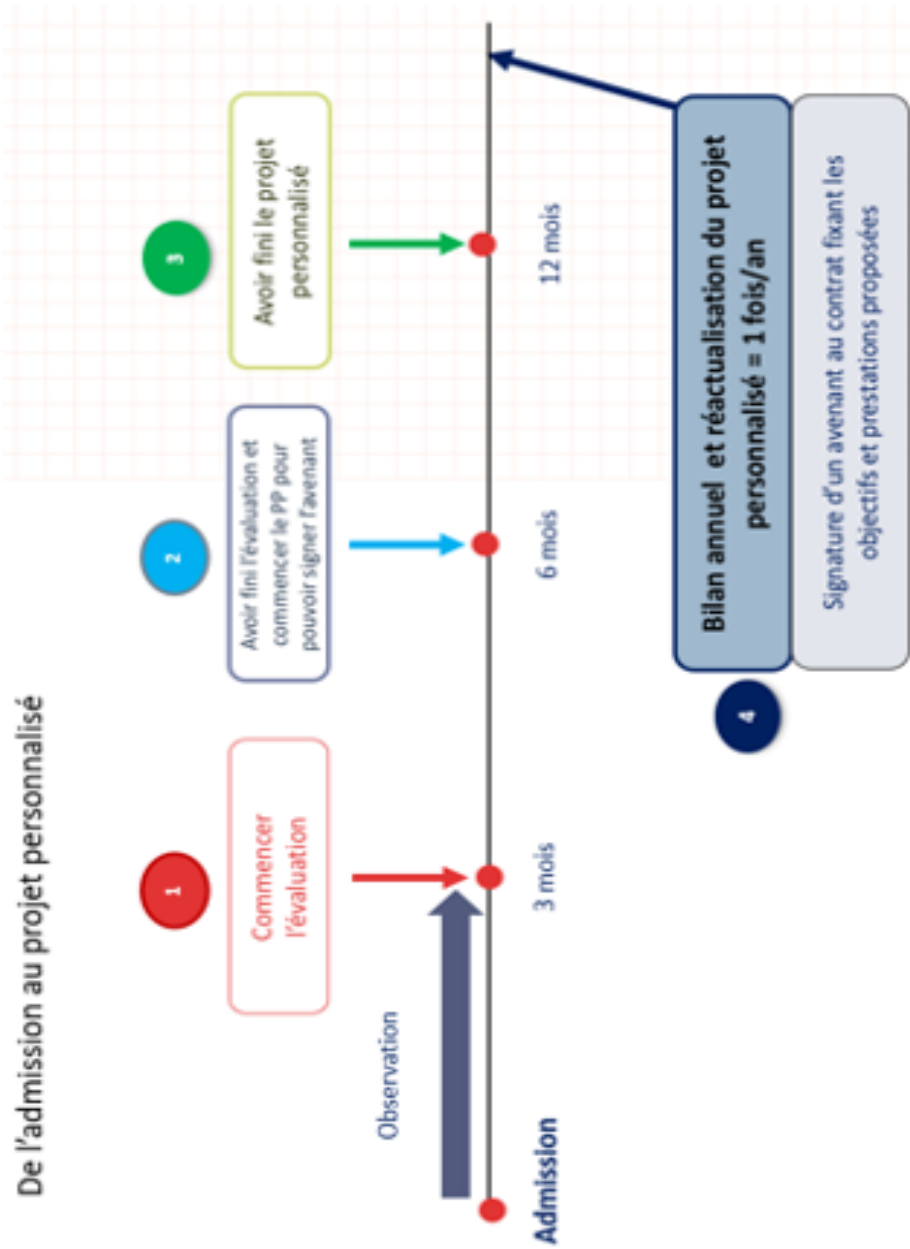 De l'admission au projet personnalisé
1
Commencer
l'évaluation
2
Avoir fini l'évaluation et
commencer le PP pour
pouvoir signer l'avenant
3
Avoir fini le projet
personnalisé
Observation
Admission
3 mois
6 mois
12 mois
4
Bilan annuel et réactualisation du projet
personnalisé = 1 fois/an
Signature d'un avenant au contrat fixant les
objectifs et prestations proposées